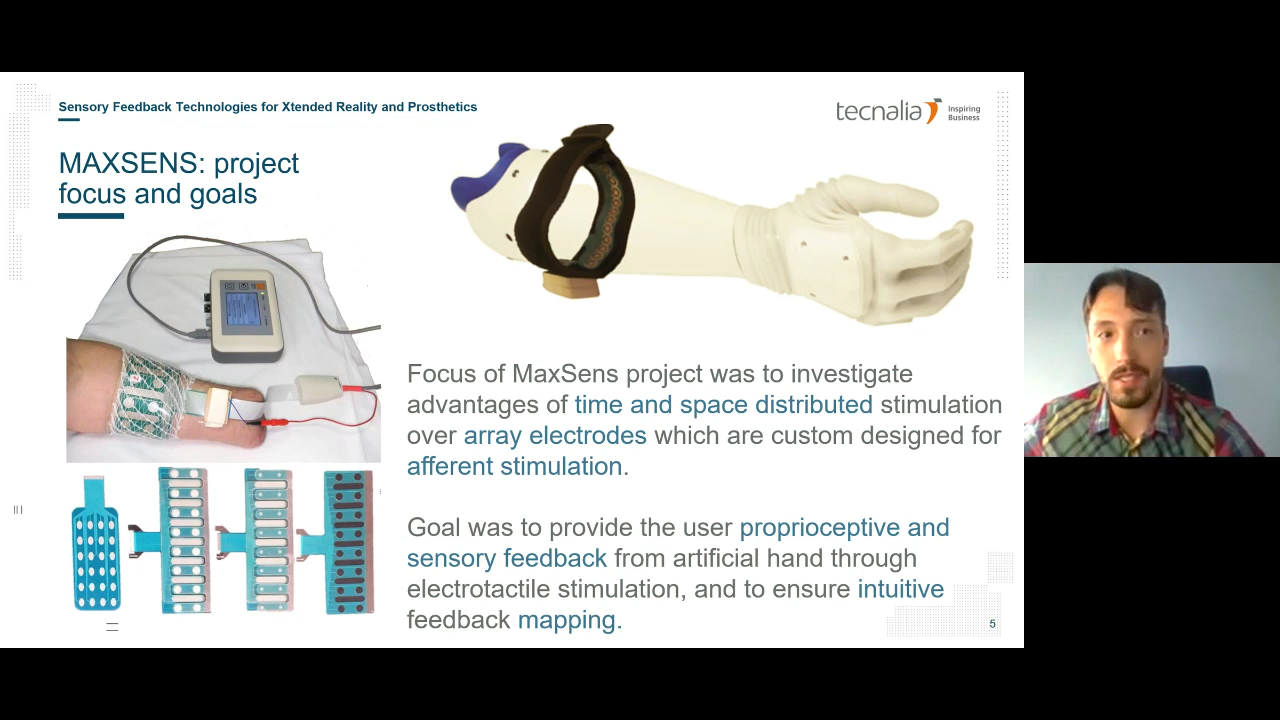 Sensory Feedback Technologies for Xtended Reality and Prosthetics
tecnalia
Inspiring
Business
MAXSENS: project
focus and goals
Focus of MaxSens project was to investigate
advantages of time and space distributed stimulation
over array electrodes which are custom designed for
afferent stimulation.
Goal was to provide the user proprioceptive and
sensory feedback from artificial hand through
electrotactile stimulation, and to ensure intuitive
feedback mapping.
5